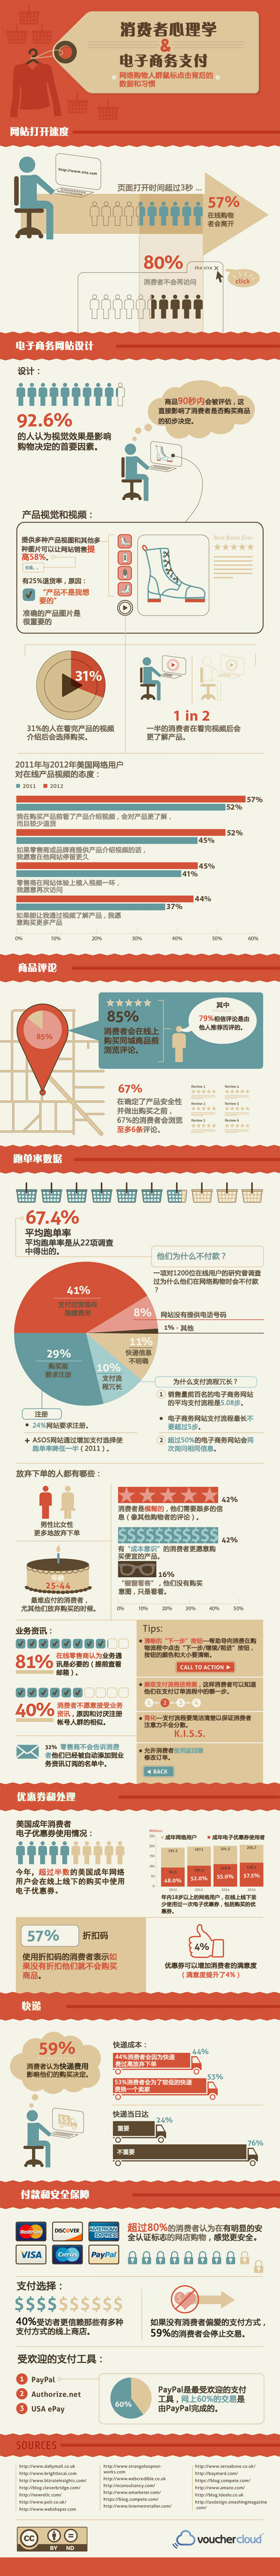 消费者心理学
&
电子商务支付
网络购物人群鼠标点击背后的
数据和习惯
网站打开速度
http://www.site.com
页面打开时间超过3秒 ...
57%
在线购物
者会离开
80%
消费者不会再访问
the site X
click
电子商务网站设计
设计：
92.6%
的人认为视觉效果是影响
购物决定的首要因素。
商品90秒内会被评估，这
直接影响了消费者是否购买商品
的初步决定。
产品视觉和视频：
提供多种产品视图和其他多
种图片可以让网站销售提
高58%。
有25%退货率，原因：
“产品不是我想
要的”
准确的产品图片是
很重要的
Best Boots Ever
31%
31%的人在看完产品的视频
介绍后会选择购买。
1 in 2
一半的消费者在看完视频后会
更了解产品。
2011年与2012年美国网络用户
对在线产品视频的态度：
2011 2012
57%
52%
我在购买产品前看了产品介绍视频，会对产品更了解，
而且较少退货
52%
45%
如果零售商或品牌商提供产品介绍视频的话，
我愿意在他网站停留更久
45%
41%
零售商在网站体验上植入视频一环，
我愿意再次访问
44%
37%
如果能让我通过视频了解产品，我愿
意购买更多产品
0% 10% 20% 30% 40% 50% 60%
商品评论
85%
85%
消费者会在线上
购买同城商品前
浏览评论。
其中
79%相信评论是由
他人推荐而评的。
67%
在确定了产品安全性
并做出购买之前，
67%的消费者会浏览
至多6条评论。
Review 1 Review 4
Review 2 Review 5
Review 3 Review 6
跑单率数据
67.4%
平均跑单率
平均跑单率是从22项调查
中得出的。
他们为什么不付款？
一项对1200位在线用户的研究曾调查
过为什么他们在网络购物时会不付款
？
41%
8% 网站没有提供电话号码
1% - 其他
11%
快递信息
不明确
29%
购买前
要求注册
10%
支付流
程冗长
注册
24%网站要求注册。
ASOS网站通过增加支付选择使
跑单率降低一半（2011）。
为什么支付流程冗长？
1 销售量前百名的电子商务网站
的平均支付流程是5.08步。
电子商务网站支付流程最长不
要超过5步。
2 超过50%的电子商务网站会两
次询问相同信息。
放弃下单的人都有哪些：
男性比女性
更多地放弃下单
25-44
最难应付的消费者，
尤其他们放弃购买的时候。
42%
消费者是模糊的，他们需要最多的信
息（像其他购物者的评论）。
42%
有 “成本意识” 的消费者更愿意购
买便宜的产品。
16%
“橱窗看客”，他们没有购买
意图，只是看看。
0% 10% 20% 30% 40% 50%
业务资讯：
81% 在线零售商认为业务通
讯是必要的（提前查看
邮箱）。
40% 消费者不愿意接受业务
资讯，原因和讨厌注册
帐号人群的相似。
32% 零售商不会告诉消费
者他们已经被自动添加到业
务资讯订阅的名单中。
Tips:
清晰的“下一步”按钮—帮助导向消费在购
物流程中点击“下一步/继续/前进”按钮，
按钮的颜色和大小要清晰。
CALL TO ACTION
展现支付流程进程图，这样消费者可以知道
他们在支付订单流程中的哪一步。
1 2 3 4
简化—支付流程要简洁清楚以保证消费者
注意力不会分散。
K.I.S.S.
允许消费者使用返回键
修改订单。
BACK
优惠券和处理
美国成年消费者
电子优惠券使用情况：
今年，超过半数的美国成年网络
用户会在线上线下的购买中使用
电子优惠券。
Millions
成年网络用户 成年电子优惠券使用者
48.0% 52.0% 55.0% 57.5%
年内18岁以上的网络用户，在线上线下至
少使用过一次电子优惠券，包括购买的优
惠券。
57% 折扣码
使用折扣码的消费者表示如
果没有折扣他们就不会购买
商品。
4%
优惠券可以增加消费者的满意度
（满意度提升了4%）
快递
59%
消费者认为快递费用
影响他们的购买决定。
快递成本：
44%
44%消费者会因为快递
费过高放弃下单
53%
53%消费者会为了较低的快递
费换一个卖家
快递当日达
24%
重要
76%
不重要
付款和安全保障
MasterCard DISCOVER AMERICAN EXPRESS
VISA Cirrus PayPal
超过80%的消费者认为在有明显的安
全认证标志的网店购物，感觉更安全。
支付选择：
40%受访者更信赖那些有多种
支付方式的线上商店。
如果没有消费者偏爱的支付方式，
59%的消费者会停止交易。
受欢迎的支付工具：
1 PayPal
2 Authorize.net
3 USA ePay
60%
PayPal是最受欢迎的支付
工具，网上60%的交易是
由PayPal完成的。
SOURCES
http://www.dailymail.co.uk
http://www.brightlocal.com
http://www.bizrateinsights.com/
http://blog.cleverbridge.com/
http://newrelic.com/
http://www.potr.co.uk/
http://www.webshaper.com
http://www.strangeloopnet-
works.com
http://www.webcredible.co.uk
http://econsultancy.com/
http://www.emarketer.com/
https://blog.compete.com/
http://www.internetretailer.com/
http://www.zeroabove.co.uk/
http://baymard.com/
https://blog.compete.com/
http://www.amaze.com/
http://blog.ideato.co.uk
http://uxdesign.smashingmagazine
.com/
CC
BY ND
vouchercloud